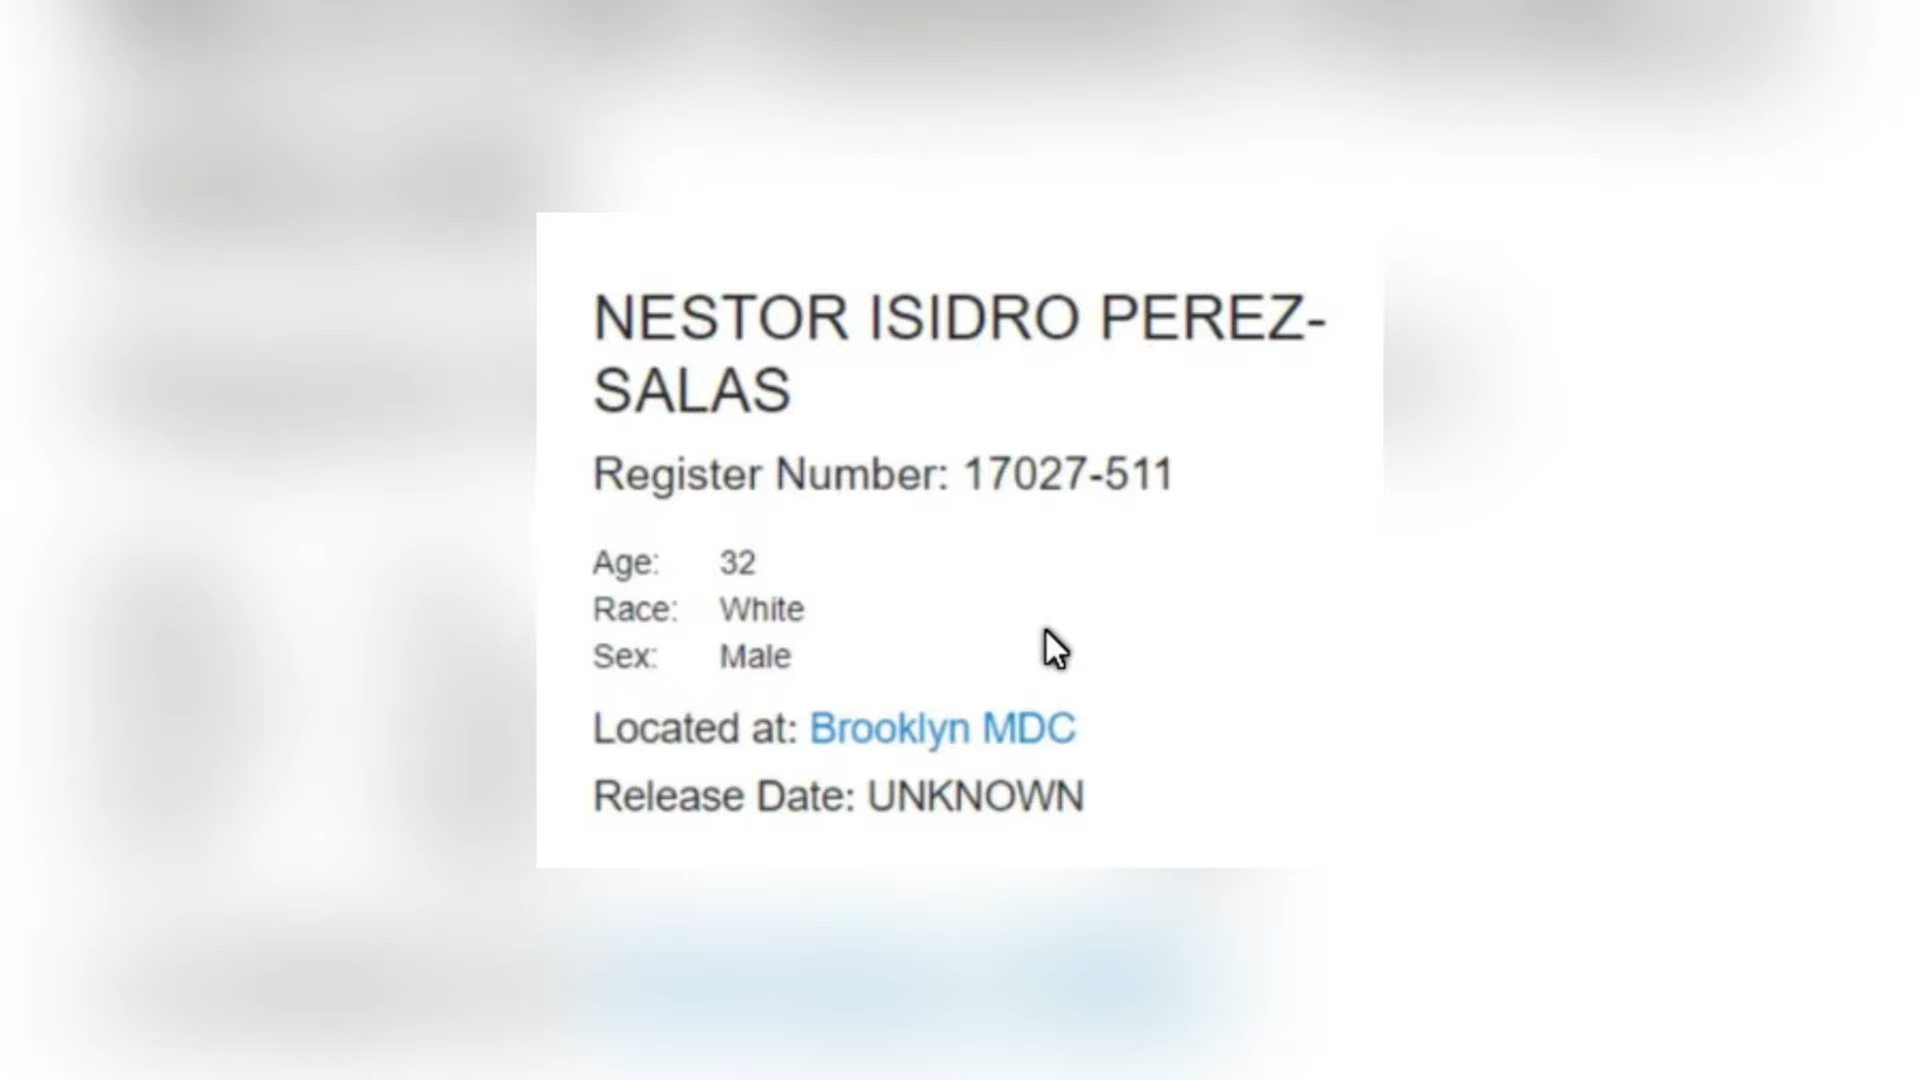 NESTOR ISIDRO PEREZ-
SALAS
Register Number: 17027-511
Age: 32
Race: White
Sex: Male
Located at: Brooklyn MDC
Release Date: UNKNOWN